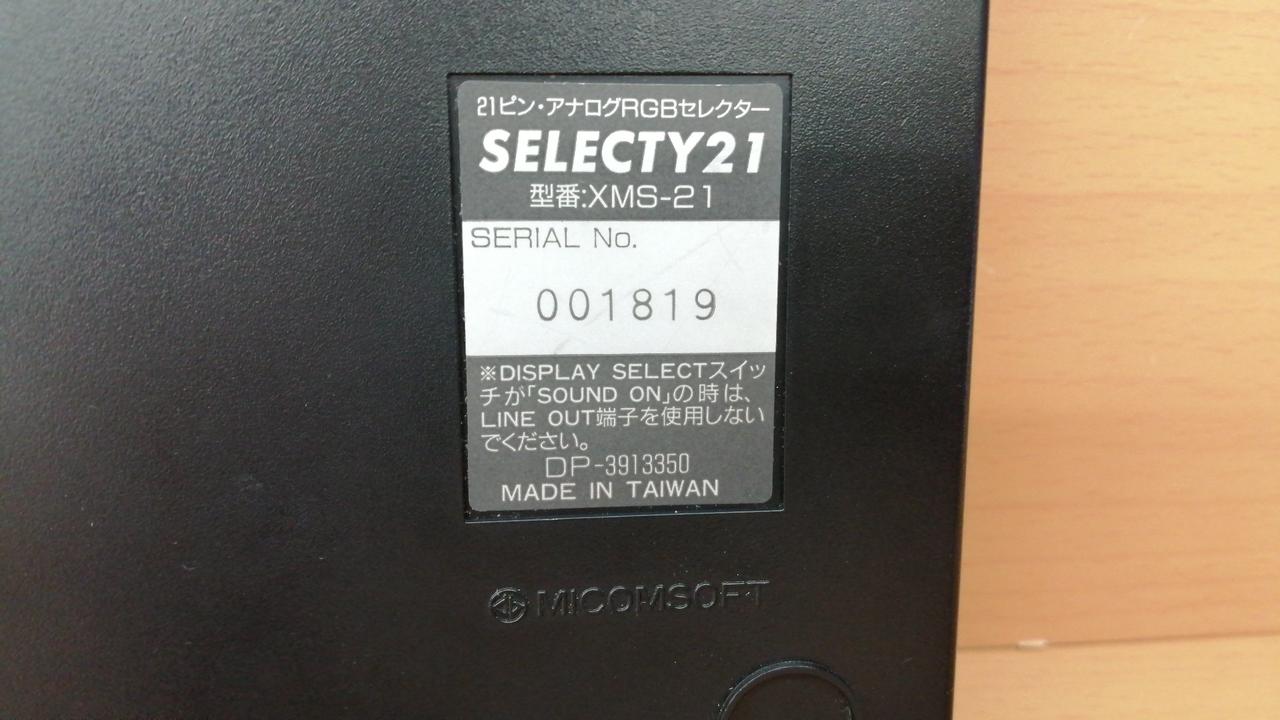 21ピン・アナログRGBセレクター
SELECTY21
型番:XMS-21
SERIAL No.
001819
※DISPLAY SELECTスイッ
チが「SOUND ON」の時は、
LINE OUT端子を使用しない
でください。
DP-3913350
MADE IN TAIWAN
MICOMSOFT